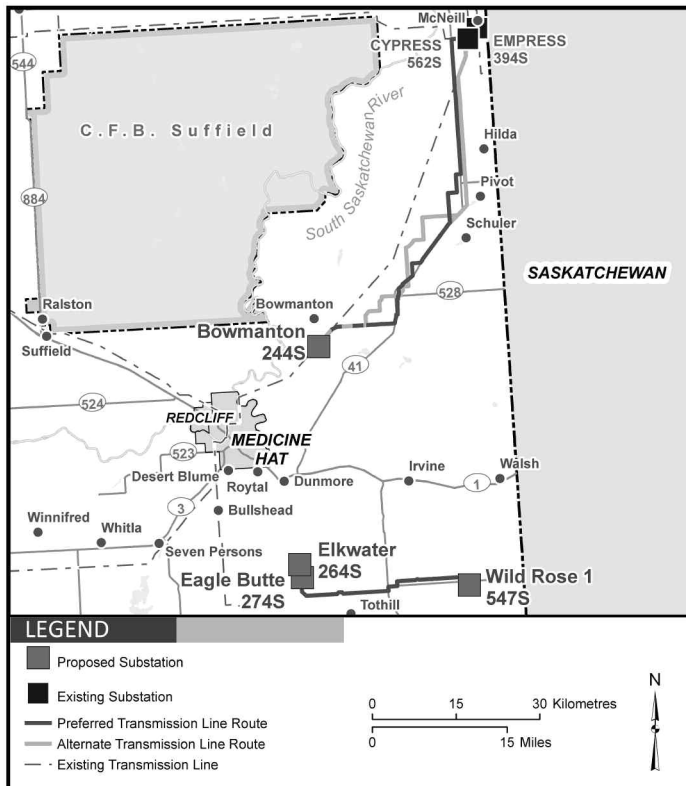 McNeill
544
CYPRESS
562S
EMPRESS
394S
C.F.B. Suffield
South Saskatchewan River
Hilda
Pivot
884
Schuler
SASKATCHEWAN
528
Bowmanton
Ralston
Suffield
Bowmanton
244S
41
524
REDCLIFF
MEDICINE
HAT
523
Desert Blume
Roytal
Dunmore
Irvine
Walsh
1
3
Bullshead
Winnifred
Whitla
Seven Persons
Elkwater
264S
Eagle Butte
274S
Wild Rose 1
547S
Tothill
LEGEND
Proposed Substation
Existing Substation
Preferred Transmission Line Route
Alternate Transmission Line Route
Existing Transmission Line
0 15 30 Kilometres
0 15 Miles
N